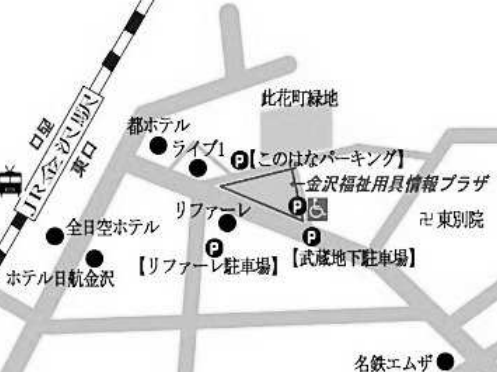 此花町緑地
都ホテル
ライブ1
P【このはなパーキング】
西口
JR金沢駅
東口
←金沢福祉用具情報プラザ
P
リファーレ
卍東別院
全日空ホテル
P
P
ホテル日航金沢
【リファーレ駐車場】
【武蔵地下駐車場】
名鉄エムザ